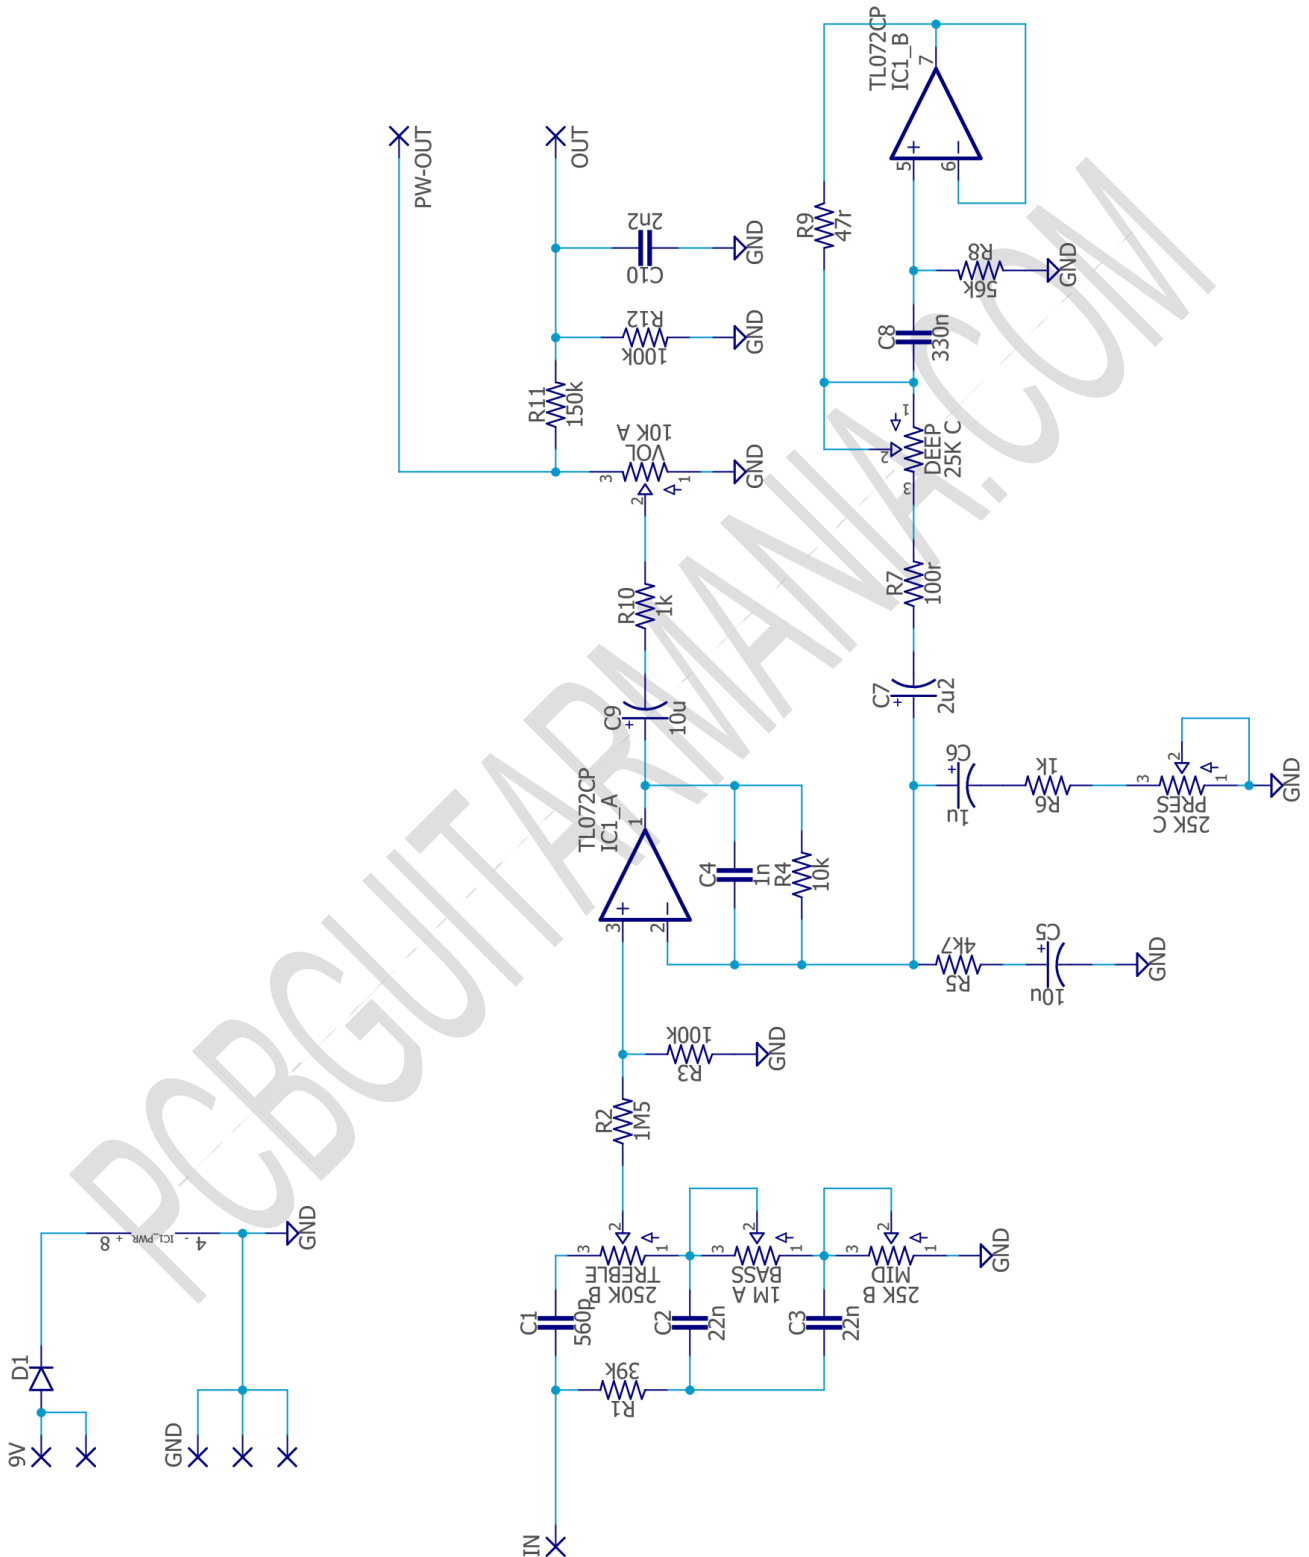 TL072CP
IC1_B
7
5
+
6
−
PW-OUT
OUT
R9
47r
2n2
C10
GND
R8
56k
GND
R12
100k
GND
C8
330n
R11
150k
VOL
10K A
3
2
1
GND
1
2
3
DEEP
25K C
R7
100r
R10
1k
C7
+
2u2
C9
+
10u
C6
+
1u
R6
1k
3
2
1
PRES
25K C
GND
TL072CP
IC1_A
1
3
+
2
−
C4
1n
R4
10k
R5
4k7
C5
+
10u
GND
R3
100k
GND
R2
1M5
3
2
1
TREBLE
250K B
3
2
1
BASS
1M A
3
2
1
MID
25K B
GND
C1
560p
C2
22n
C3
22n
R1
39k
IN
8 + IC1_PWR - 4
GND
D1
9V
GND
PCBGUITARMANIA.COM